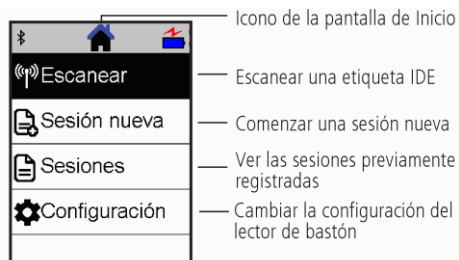 Icono de la pantalla de Inicio
Escanear
Escanear una etiqueta IDE
Sesión nueva
Comenzar una sesión nueva
Sesiones
Ver las sesiones previamente
registradas
Configuración
Cambiar la configuración del
lector de bastón